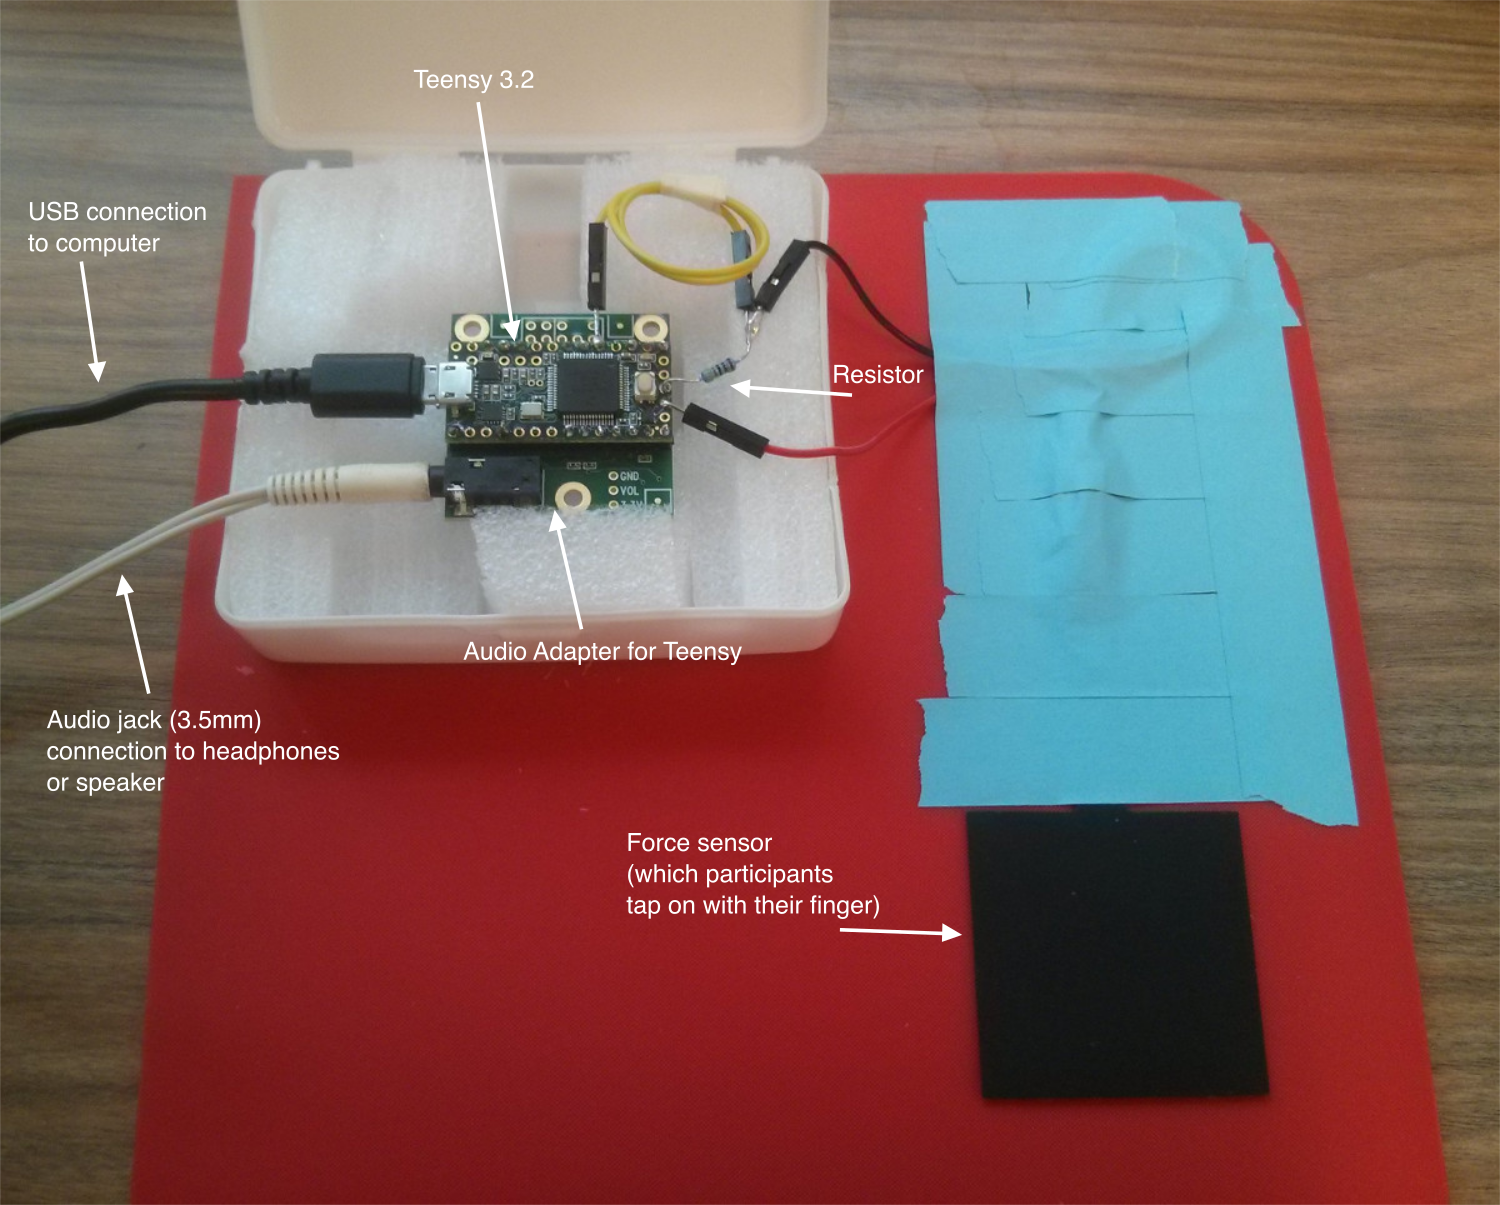 Teensy 3.2
USB connection
to computer
Resistor
GND
VOL
Audio Adapter for Teensy
Audio jack (3.5mm)
connection to headphones
or speaker
Force sensor
(which participants
tap on with their finger)